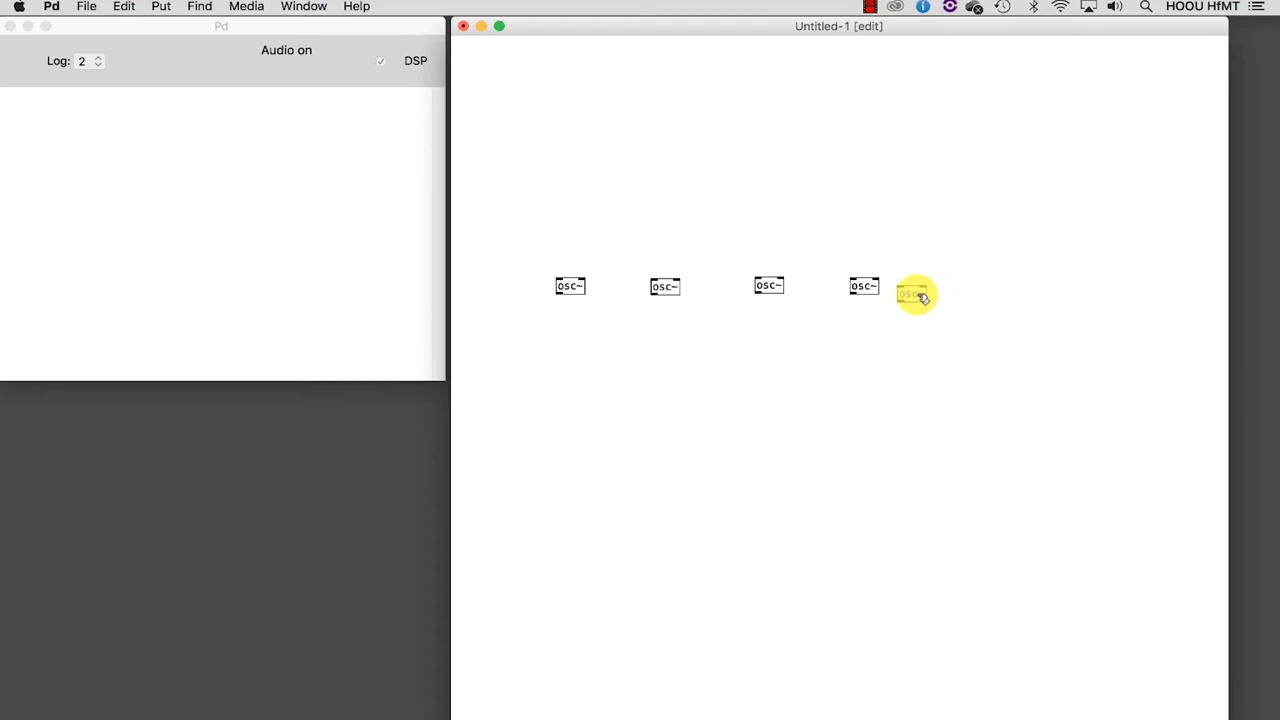 Pd File Edit Put Find Media Window Help HOOU HfMT
Pd
Untitled-1 [edit]
Audio on
Log: 2 DSP
osc~ osc~ osc~ osc~ osc~